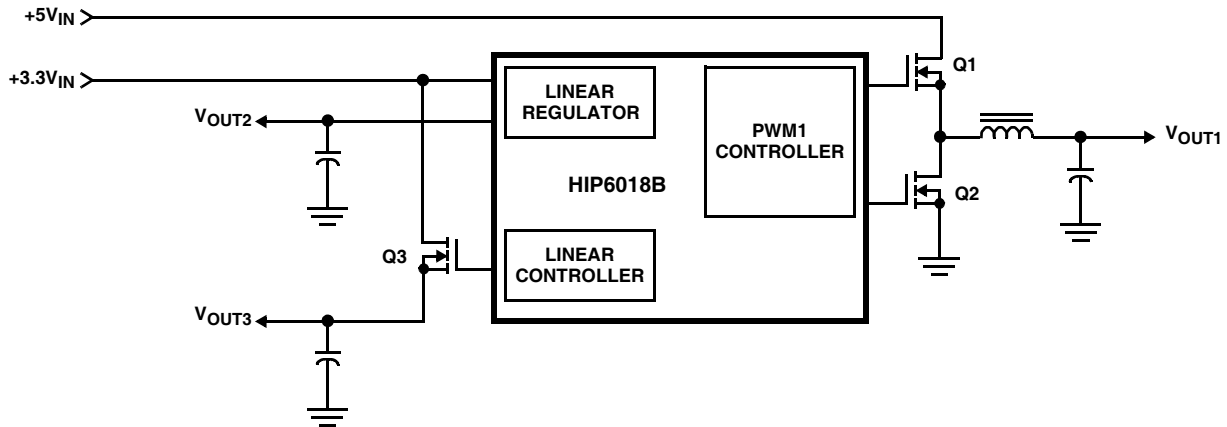 +5VIN
+3.3VIN
VOUT2
LINEAR
REGULATOR
PWM1
CONTROLLER
Q1
VOUT1
HIP6018B
Q2
Q3
LINEAR
CONTROLLER
VOUT3